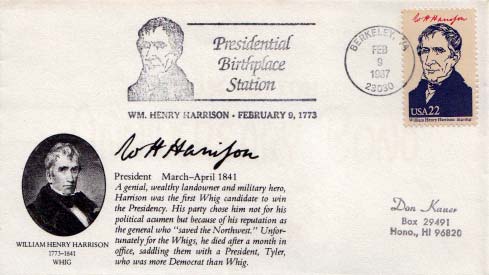 Presidential
Birthplace
Station
WM. HENRY HARRISON • FEBRUARY 9, 1773
BERKELEY, VA
FEB
9
1987
23030
W H Harrison
USA 22
William Henry Harrison
W H Harrison
President March–April 1841
A genial, wealthy landowner and military hero,
Harrison was the first Whig candidate to win
the Presidency. His party chose him not for his
political acumen but because of his reputation as
the general who "saved the Northwest." Unfor-
tunately for the Whigs, he died after a month in
office, saddling them with a President, Tyler,
who was more Democrat than Whig.
WILLIAM HENRY HARRISON
1773–1841
WHIG
Don Kauer
Box 29491
Hono., HI 96820